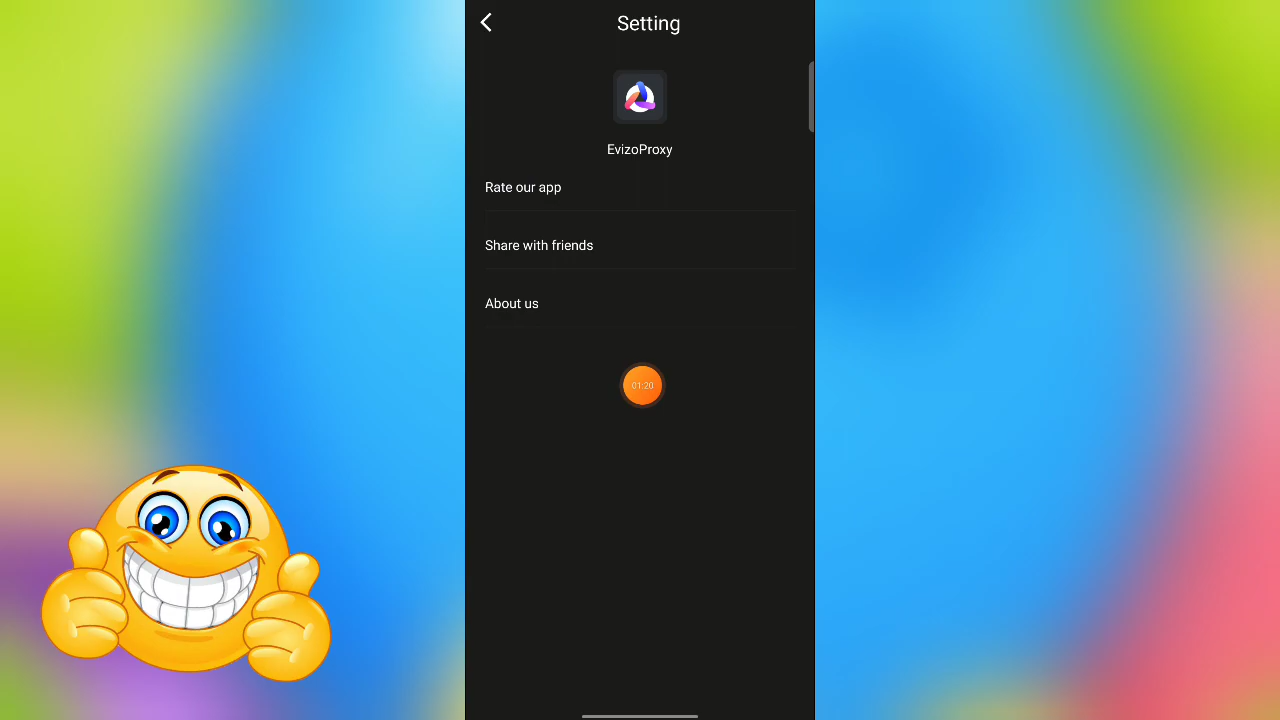 Setting
EvizoProxy
Rate our app
Share with friends
About us
01:20